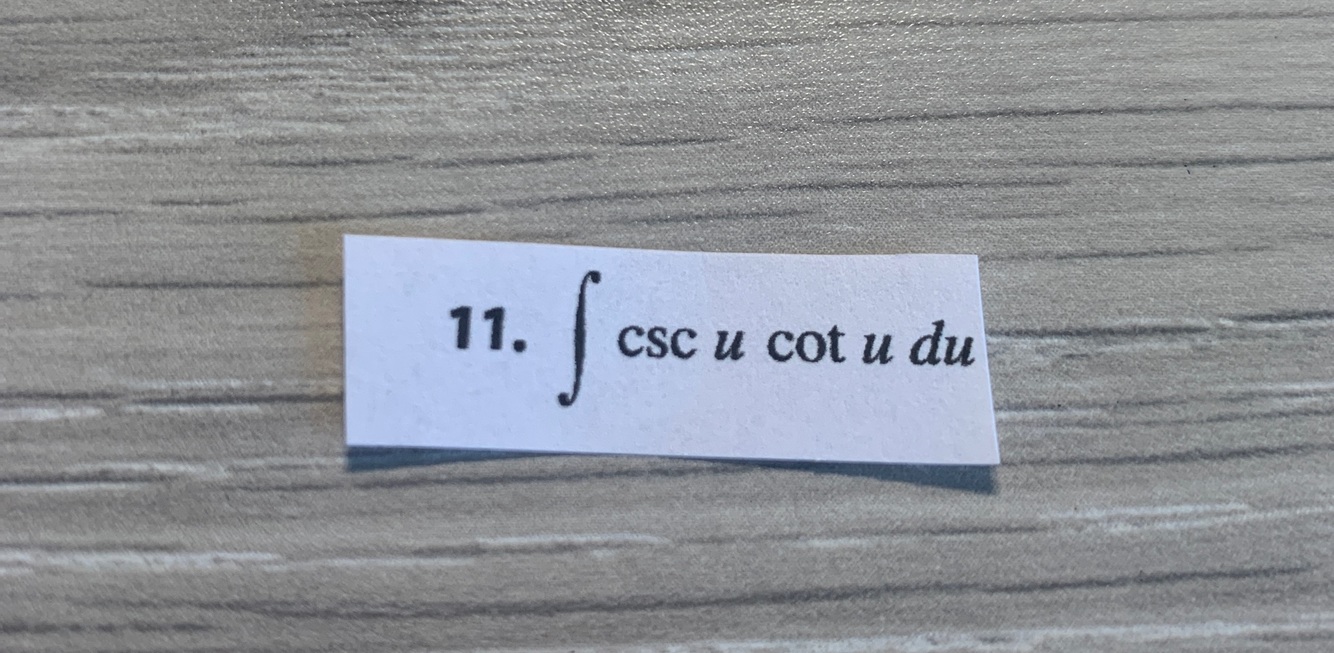 11. ∫ csc u cot u du